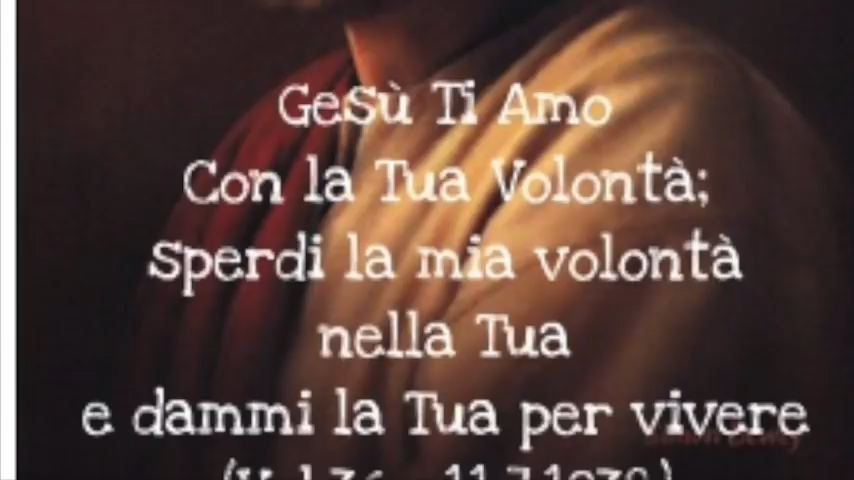 Gesù Ti Amo
Con la Tua Volontà;
sperdi la mia volontà
nella Tua
e dammi la Tua per vivere